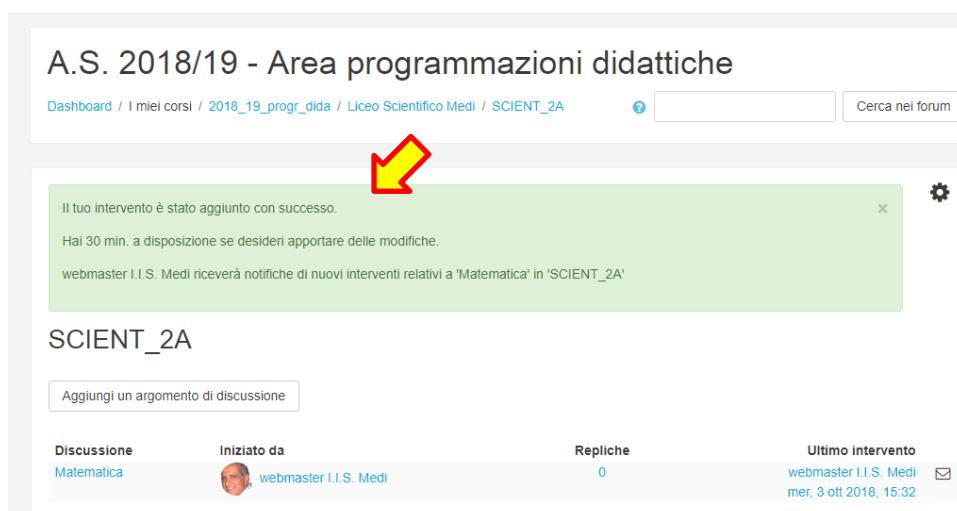 A.S. 2018/19 - Area programmazioni didattiche
Dashboard / I miei corsi / 2018_19_progr_dida / Liceo Scientifico Medi / SCIENT_2A
Cerca nei forum
Il tuo intervento è stato aggiunto con successo.
Hai 30 min. a disposizione se desideri apportare delle modifiche.
webmaster I.I.S. Medi riceverà notifiche di nuovi interventi relativi a 'Matematica' in 'SCIENT_2A'
SCIENT_2A
Aggiungi un argomento di discussione
Discussione Iniziato da Repliche Ultimo intervento
Matematica webmaster I.I.S. Medi 0 webmaster I.I.S. Medi
mer, 3 ott 2018, 15:32